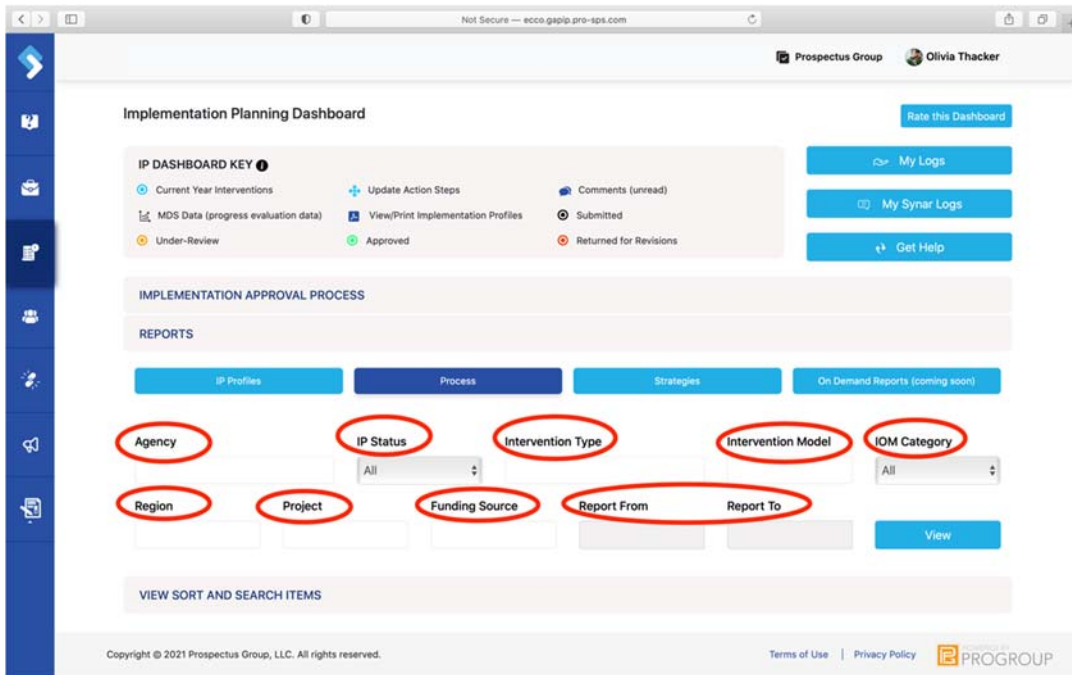 Not Secure — ecco.gapip.pro-sps.com
Prospectus Group Olivia Thacker
Implementation Planning Dashboard
Rate this Dashboard
IP DASHBOARD KEY
Current Year Interventions Update Action Steps Comments (unread)
MDS Data (progress evaluation data) View/Print Implementation Profiles Submitted
Under-Review Approved Returned for Revisions
My Logs
My Synar Logs
Get Help
IMPLEMENTATION APPROVAL PROCESS
REPORTS
IP Profiles Process Strategies On Demand Reports (coming soon)
Agency IP Status Intervention Type Intervention Model IOM Category
All All
Region Project Funding Source Report From Report To
View
VIEW SORT AND SEARCH ITEMS
Copyright © 2021 Prospectus Group, LLC. All rights reserved. Terms of Use | Privacy Policy
POWERED BY
PROGROUP